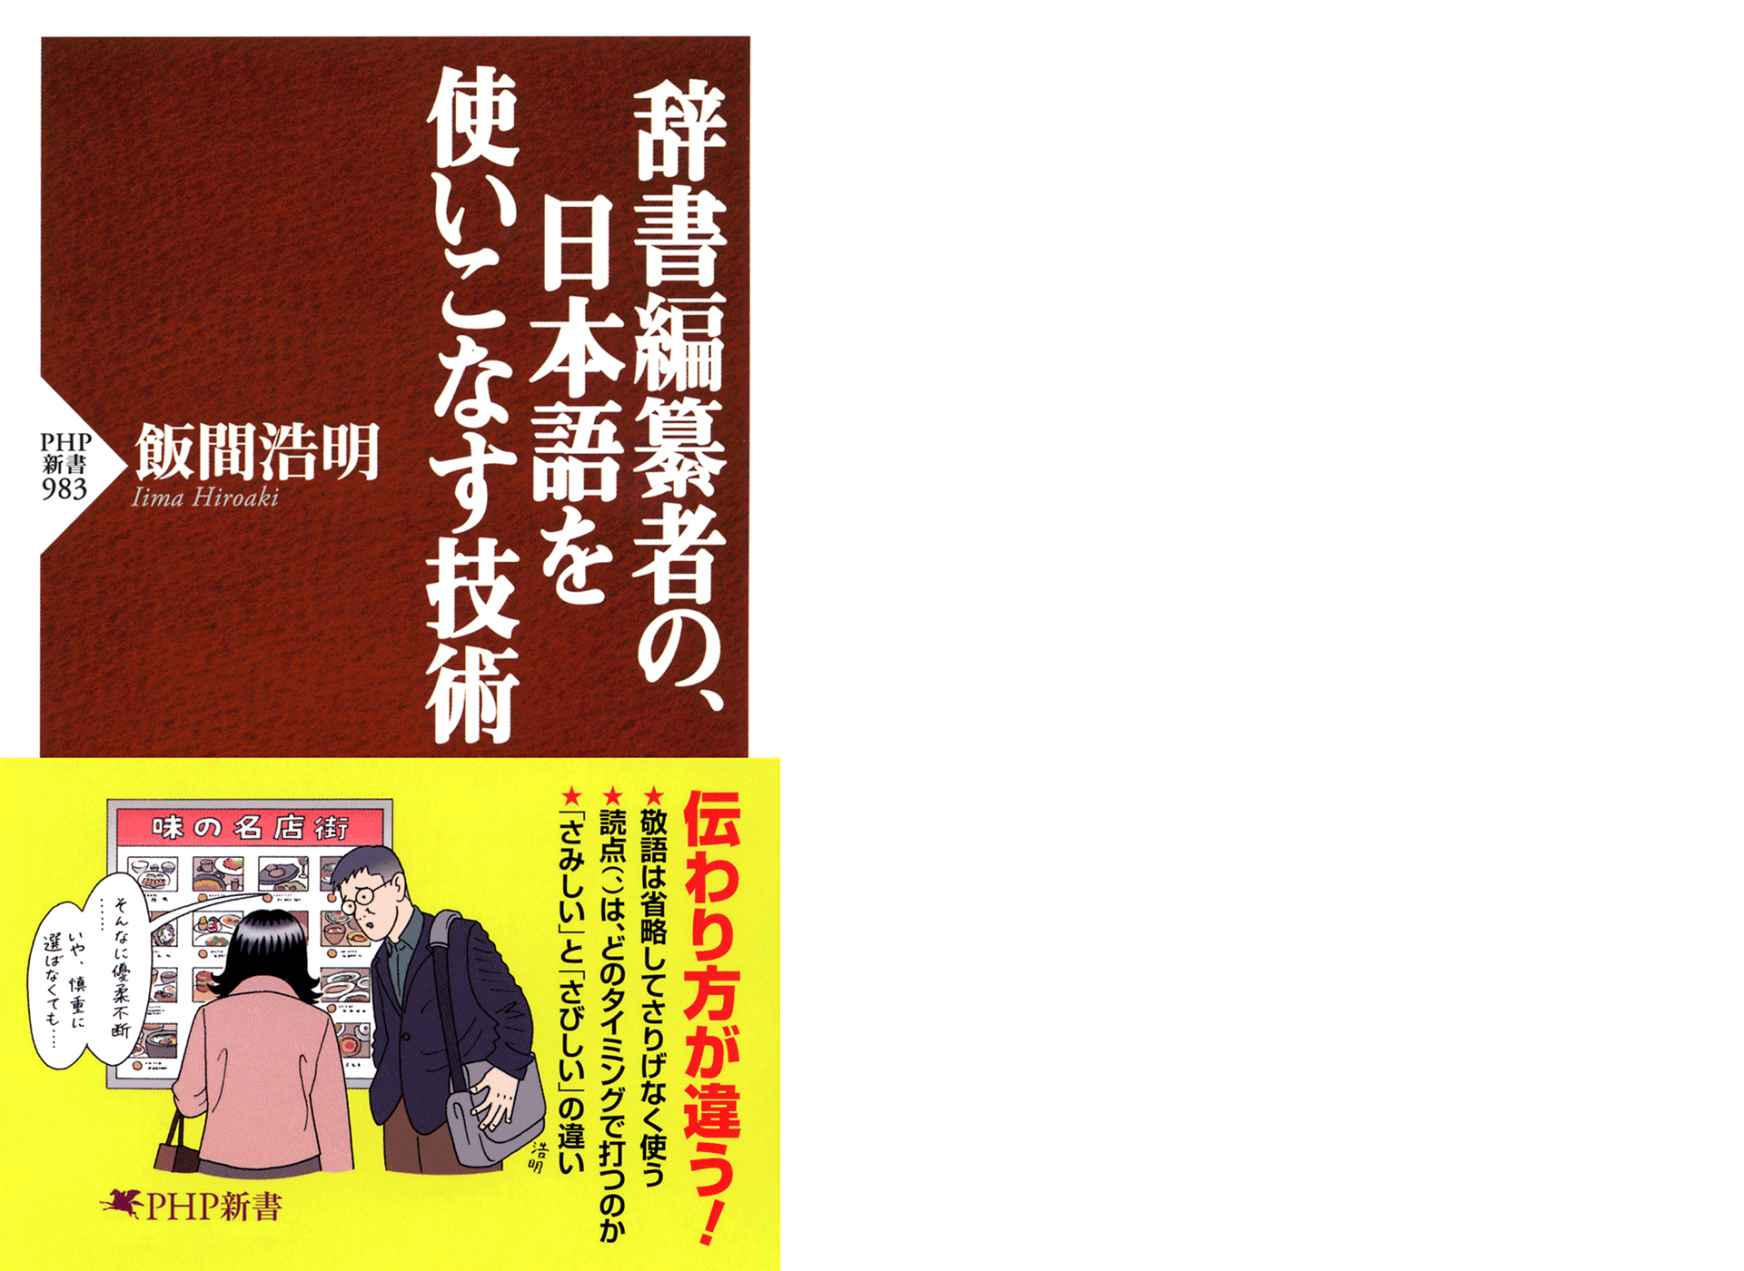 辞書編纂者の、
日本語を
使いこなす技術
飯間浩明
Iima Hiroaki
PHP
新書
983
伝わり方が違う!
★敬語は省略してさりげなく使う
★読点(、)は、どのタイミングで打つのか
★「さみしい」と「さびしい」の違い
味の名店街
そんなに優柔不断
……
いや、慎重に
選ばなくても……
浩明
PHP新書